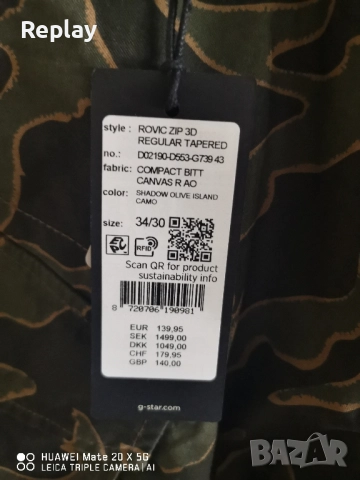 Replay
style : ROVIC ZIP 3D
REGULAR TAPERED
no.: D02190-D553-G739 43
fabric: COMPACT BITT
CANVAS R AO
color: SHADOW OLIVE ISLAND
CAMO
size: 34/30
RFID
Scan QR for product
sustainability info
8 720706 190981
EUR : 139,95
SEK : 1499,00
DKK : 1049,00
CHF : 179,95
GBP : 140,00
g-star.com
HUAWEI Mate 20 X 5G
LEICA TRIPLE CAMERA | AI
BAZAR